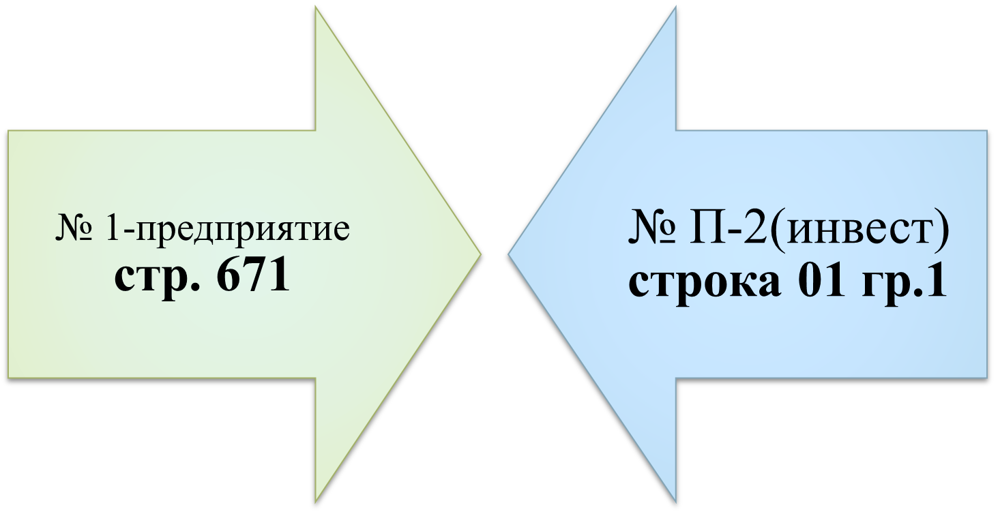 № 1-предприятие
стр. 671
№ П-2(инвест)
строка 01 гр.1